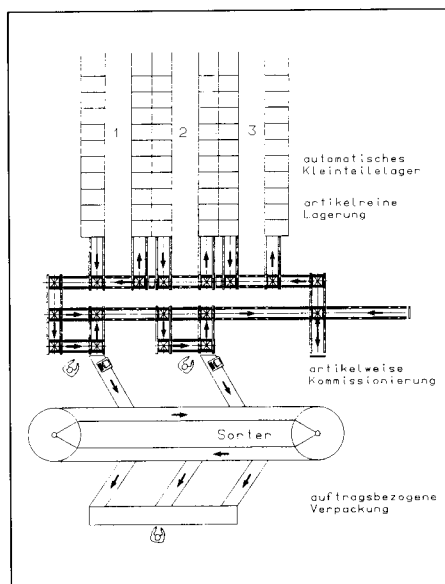 1 2 3
automatisches
Kleinteilelager
artikelreine
Lagerung
artikelweise
Kommissionierung
Sorter
auftragsbezogene
Verpackung